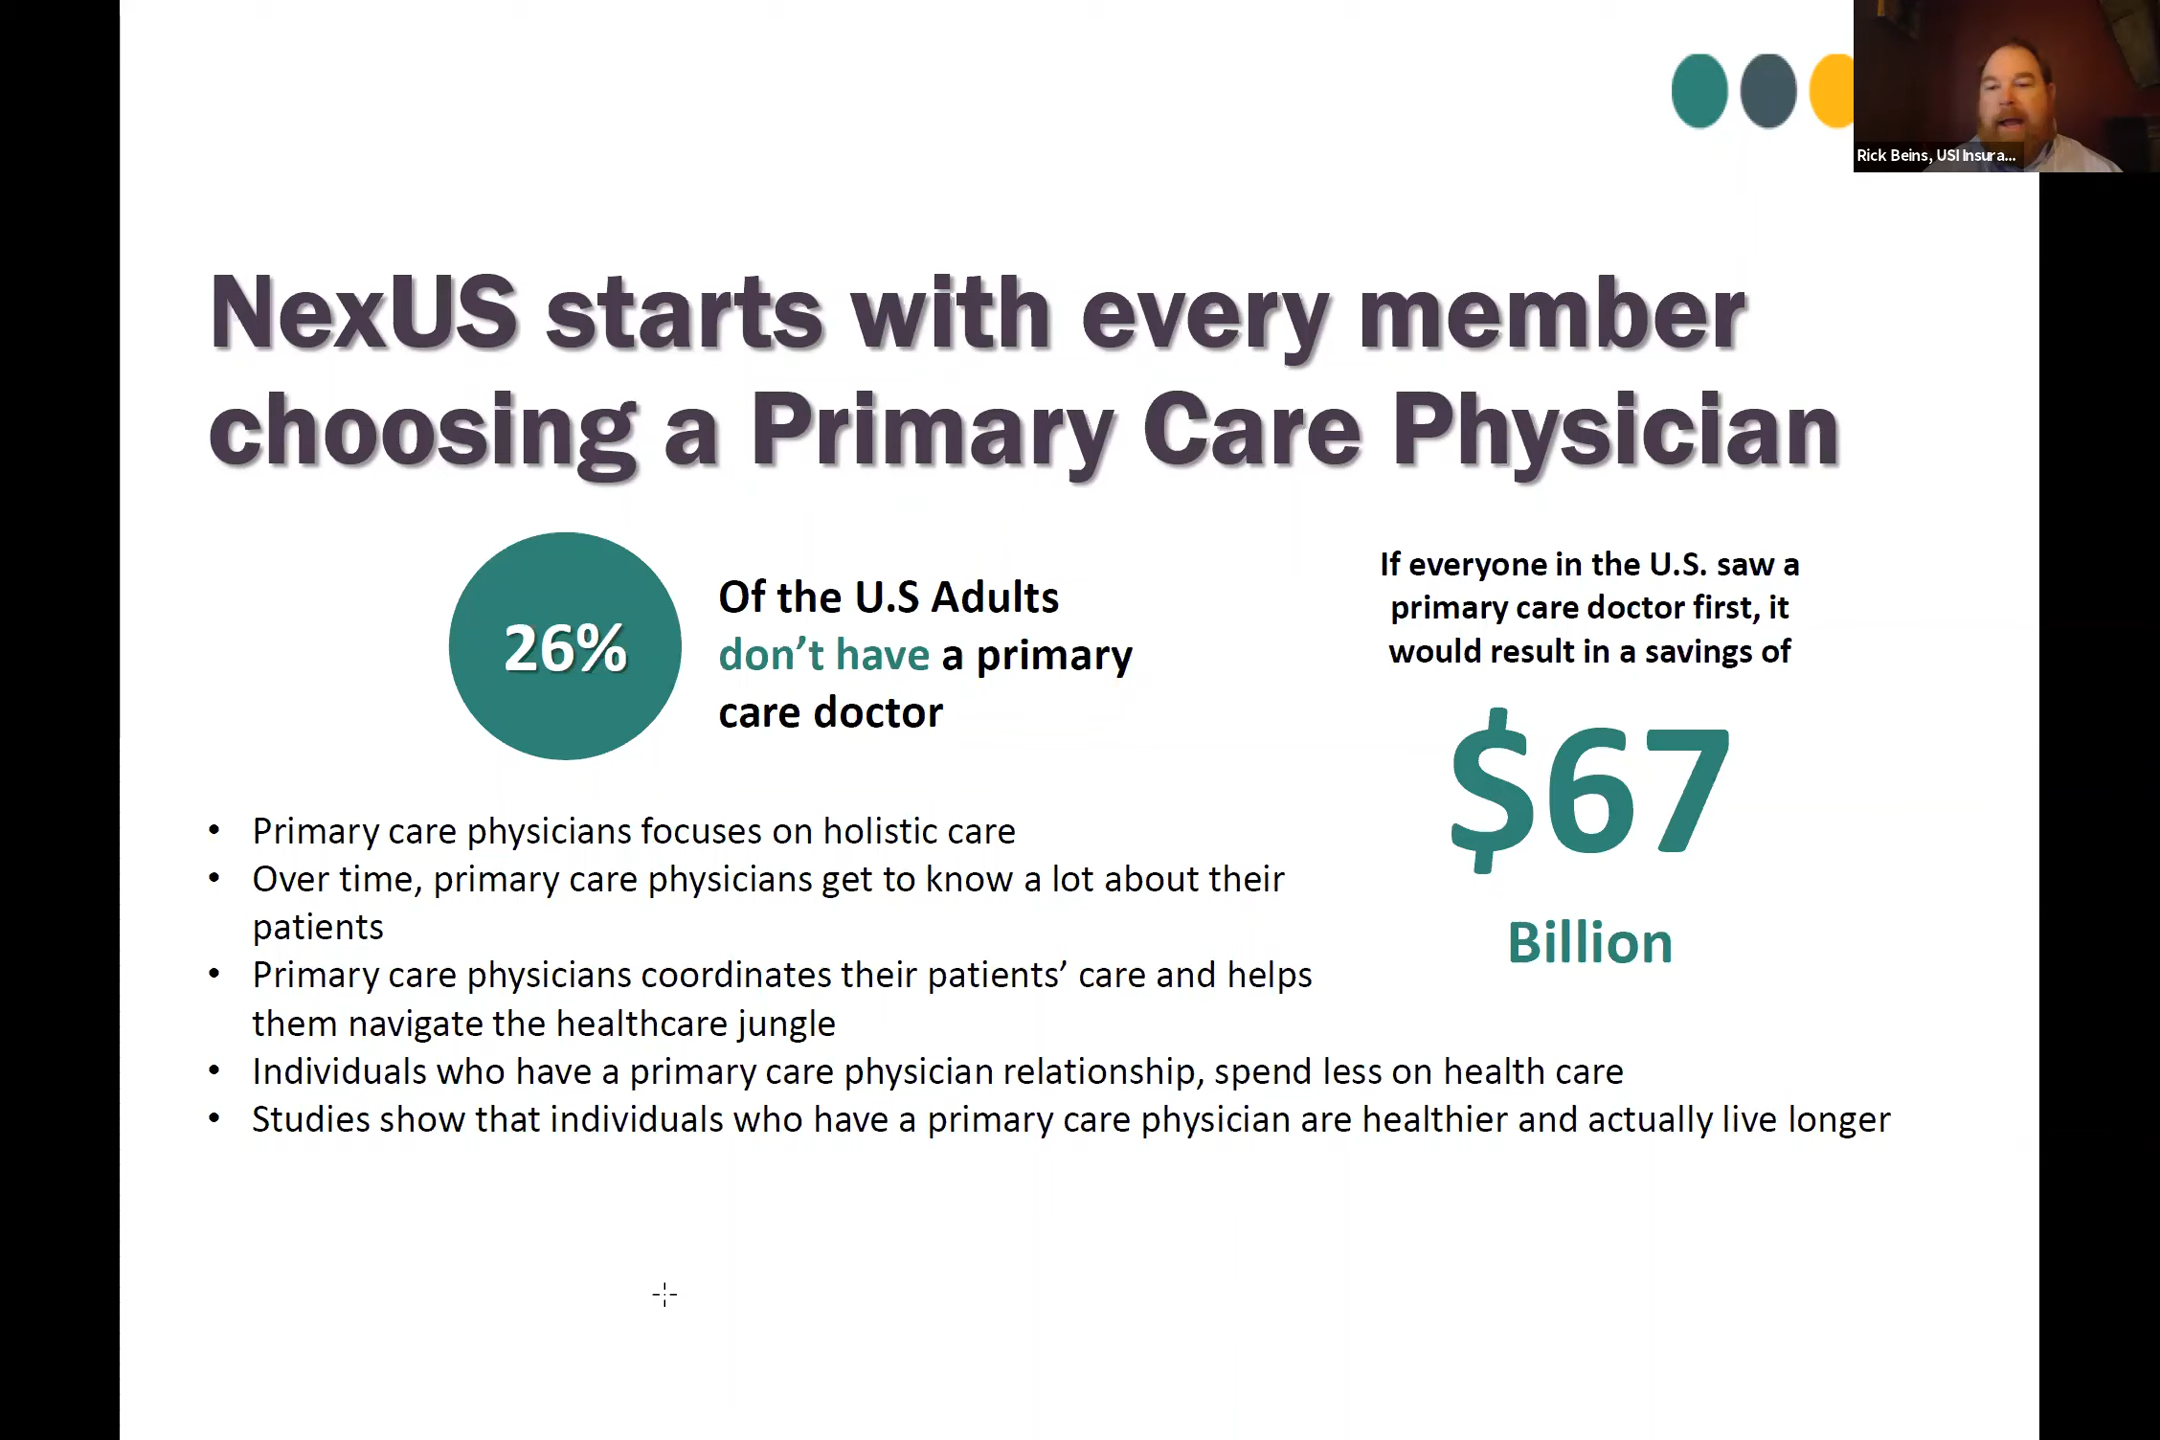 Rick Beins, USI Insura...
NexUS starts with every member
choosing a Primary Care Physician
26%
Of the U.S Adults
don't have a primary
care doctor
If everyone in the U.S. saw a
primary care doctor first, it
would result in a savings of
$67
Billion
• Primary care physicians focuses on holistic care
• Over time, primary care physicians get to know a lot about their
patients
• Primary care physicians coordinates their patients' care and helps
them navigate the healthcare jungle
• Individuals who have a primary care physician relationship, spend less on health care
• Studies show that individuals who have a primary care physician are healthier and actually live longer